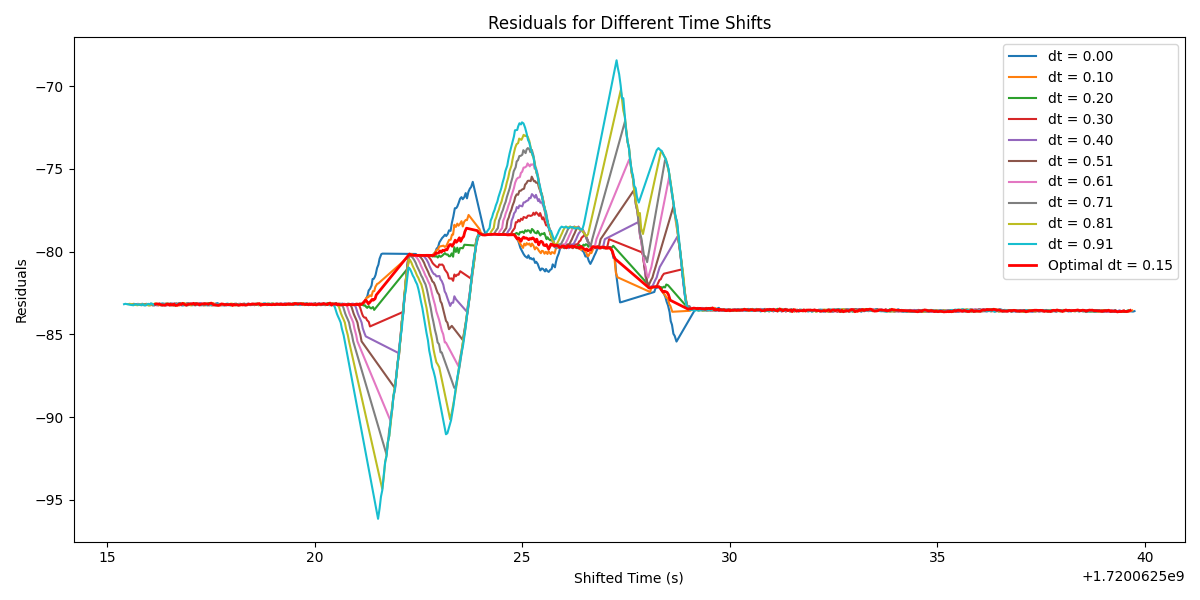 Residuals for Different Time Shifts
Residuals
−70
−75
−80
−85
−90
−95
dt = 0.00
dt = 0.10
dt = 0.20
dt = 0.30
dt = 0.40
dt = 0.51
dt = 0.61
dt = 0.71
dt = 0.81
dt = 0.91
Optimal dt = 0.15
15 20 25 30 35 40
Shifted Time (s)
+1.7200625e9